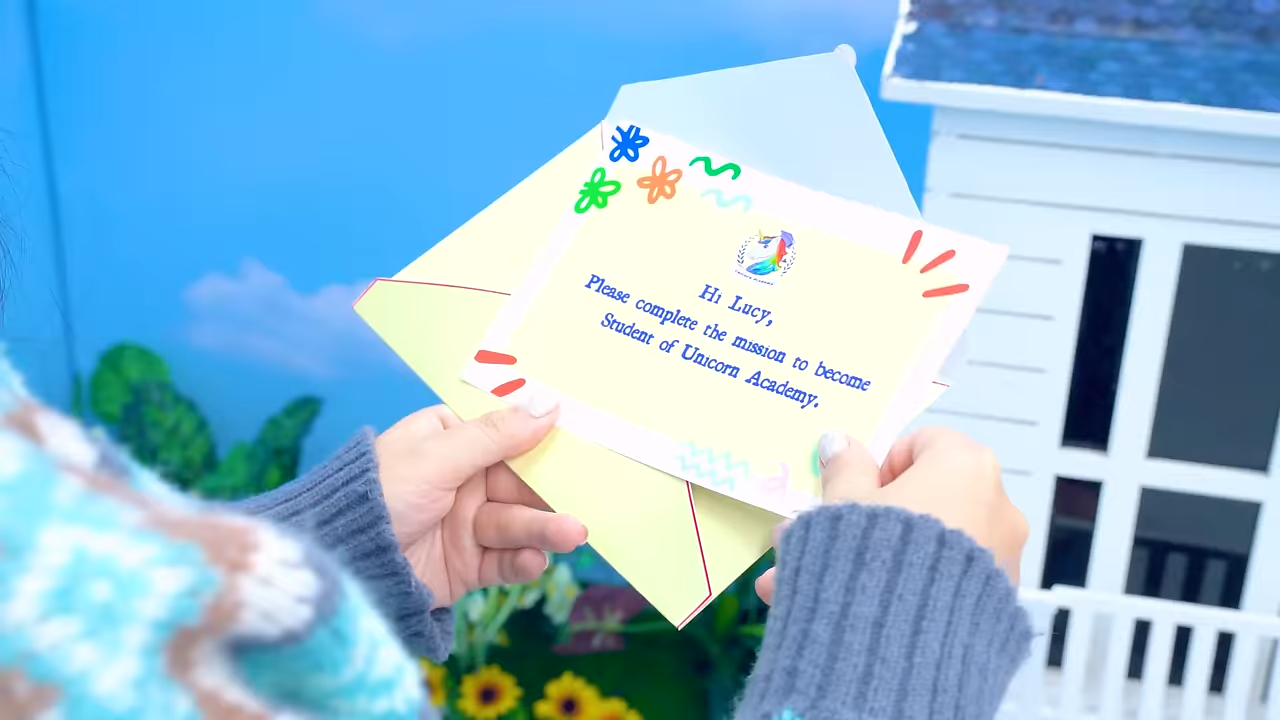 Hi Lucy,
Please complete the mission to become
Student of Unicorn Academy.